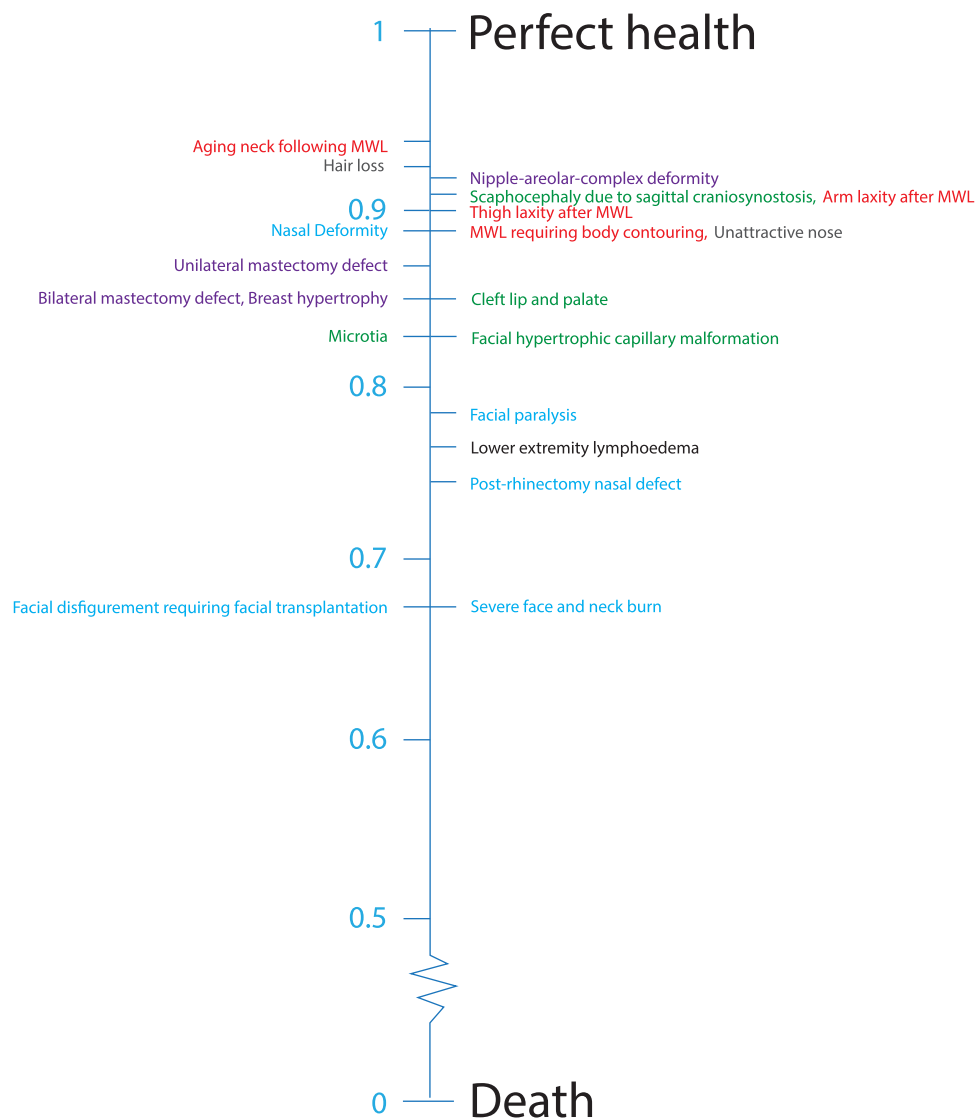 1 Perfect health
Aging neck following MWL
Hair loss
Nipple-areolar-complex deformity
Scaphocephaly due to sagittal craniosynostosis, Arm laxity after MWL
0.9 Thigh laxity after MWL
Nasal Deformity MWL requiring body contouring, Unattractive nose
Unilateral mastectomy defect
Bilateral mastectomy defect, Breast hypertrophy Cleft lip and palate
Microtia Facial hypertrophic capillary malformation
0.8
Facial paralysis
Lower extremity lymphoedema
Post-rhinectomy nasal defect
0.7
Facial disfigurement requiring facial transplantation Severe face and neck burn
0.6
0.5
0 Death